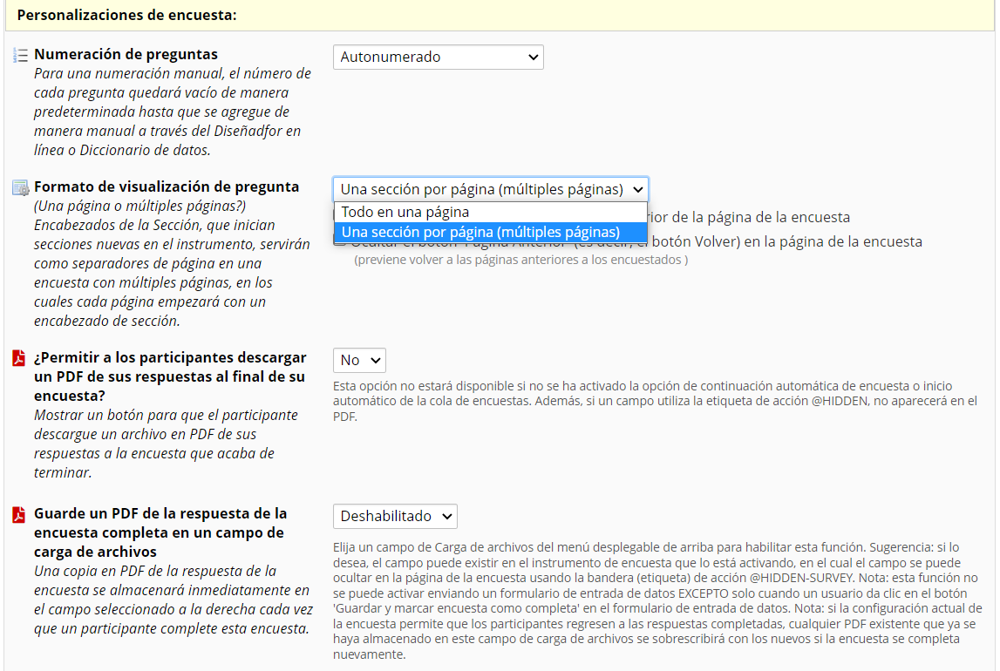 Personalizaciones de encuesta:
Numeración de preguntas
Para una numeración manual, el número de
cada pregunta quedará vacío de manera
predeterminada hasta que se agregue de
manera manual a través del Diseñadfor en
línea o Diccionario de datos.
Autonumerado
Formato de visualización de pregunta
(Una página o múltiples páginas?)
Encabezados de la Sección, que inician
secciones nuevas en el instrumento, servirán
como separadores de página en una
encuesta con múltiples páginas, en los
cuales cada página empezará con un
encabezado de sección.
Una sección por página (múltiples páginas)
Todo en una página
Una sección por página (múltiples páginas)
de la página de la encuesta
Ocultar el botón "Página Anterior" (es decir, el botón Volver) en la página de la encuesta
(previene volver a las páginas anteriores a los encuestados )
¿Permitir a los participantes descargar
un PDF de sus respuestas al final de su
encuesta?
Mostrar un botón para que el participante
descargue un archivo en PDF de sus
respuestas a la encuesta que acaba de
terminar.
No
Esta opción no estará disponible si no se ha activado la opción de continuación automática de encuesta o inicio
automático de la cola de encuestas. Además, si un campo utiliza la etiqueta de acción @HIDDEN, no aparecerá en el
PDF.
Guarde un PDF de la respuesta de la
encuesta completa en un campo de
carga de archivos
Una copia en PDF de la respuesta de la
encuesta se almacenará inmediatamente en
el campo seleccionado a la derecha cada vez
que un participante complete esta encuesta.
Deshabilitado
Elija un campo de Carga de archivos del menú desplegable de arriba para habilitar esta función. Sugerencia: si lo
desea, el campo puede existir en el instrumento de encuesta que lo está activando, en el cual el campo se puede
ocultar en la página de la encuesta usando la bandera (etiqueta) de acción @HIDDEN-SURVEY. Nota: esta función no
se puede activar enviando un formulario de entrada de datos EXCEPTO solo cuando un usuario da clic en el botón
'Guardar y marcar encuesta como completa' en el formulario de entrada de datos. Nota: si la configuración actual de
la encuesta permite que los participantes regresen a las respuestas completadas, cualquier PDF existente que ya se
haya almacenado en este campo de carga de archivos se sobrescribirá con los nuevos si la encuesta se completa
nuevamente.